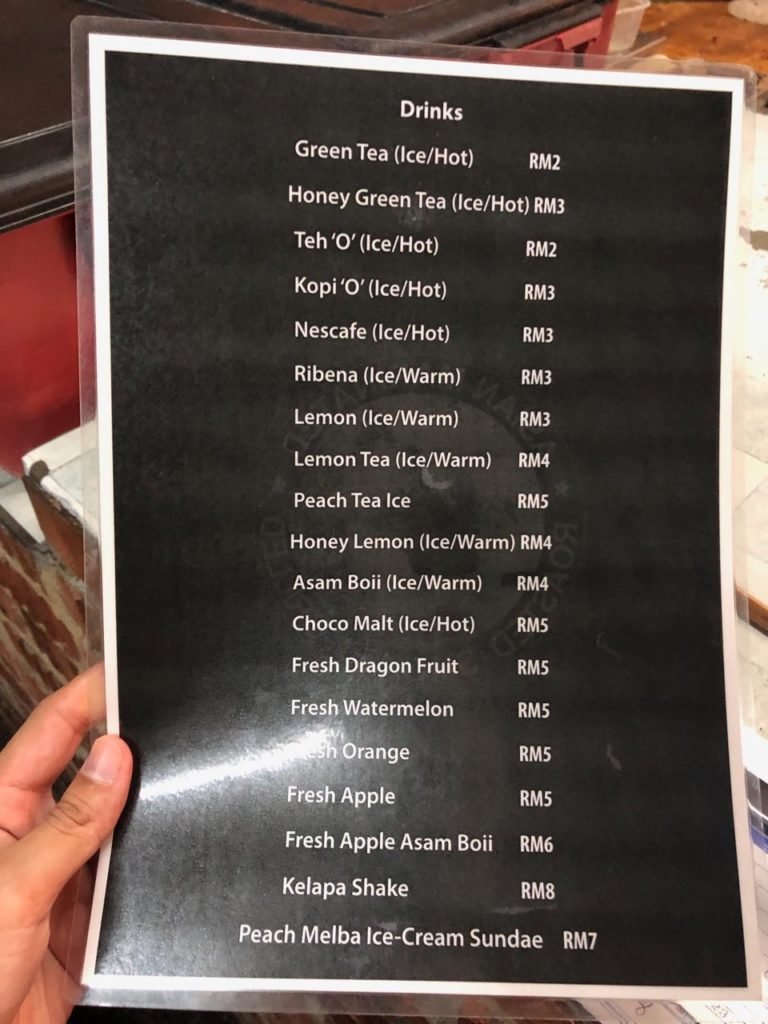 Drinks
Green Tea (Ice/Hot) RM2
Honey Green Tea (Ice/Hot) RM3
Teh 'O' (Ice/Hot) RM2
Kopi 'O' (Ice/Hot) RM3
Nescafe (Ice/Hot) RM3
Ribena (Ice/Warm) RM3
Lemon (Ice/Warm) RM3
Lemon Tea (Ice/Warm) RM4
Peach Tea Ice RM5
Honey Lemon (Ice/Warm) RM4
Asam Boii (Ice/Warm) RM4
Choco Malt (Ice/Hot) RM5
Fresh Dragon Fruit RM5
Fresh Watermelon RM5
Fresh Orange RM5
Fresh Apple RM5
Fresh Apple Asam Boii RM6
Kelapa Shake RM8
Peach Melba Ice-Cream Sundae RM7